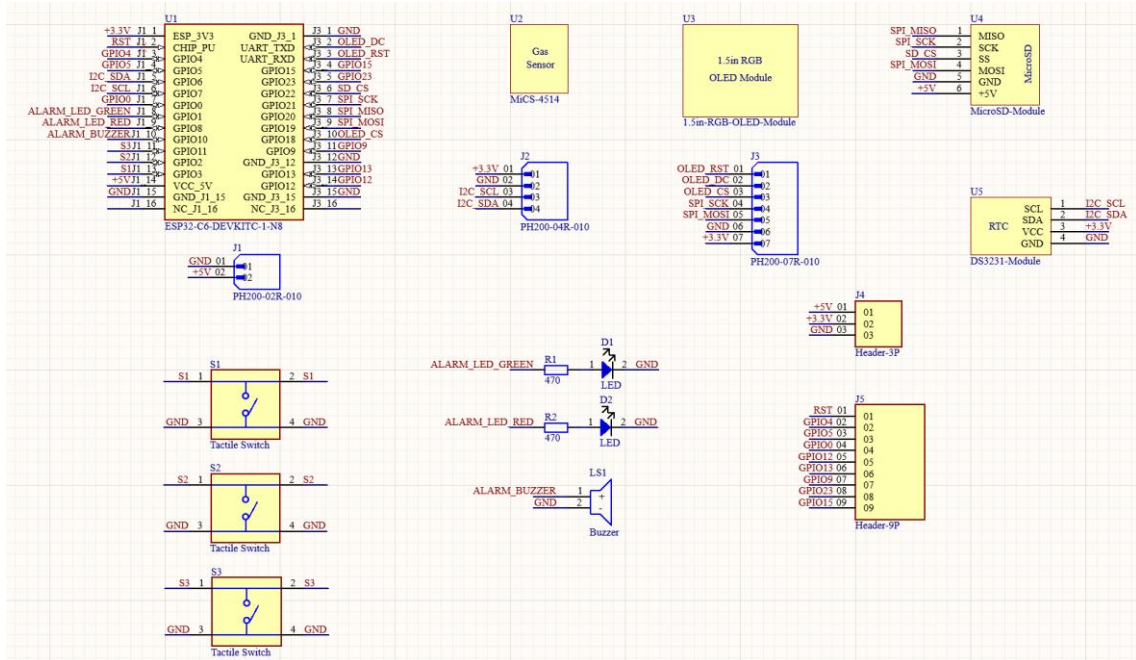 U1
+3.3V J1 1 ESP_3V3 GND_J3_1 J3 1 GND
RST J1 2 CHIP_PU UART_TXD J3 2 OLED_DC
GPIO4 J1 3 GPIO4 UART_RXD J3 3 OLED_RST
GPIO5 J1 4 GPIO5 GPIO15 J3 4 GPIO15
I2C_SDA J1 5 GPIO6 GPIO23 J3 5 GPIO23
I2C_SCL J1 6 GPIO7 GPIO22 J3 6 SD_CS
GPIO0 J1 7 GPIO0 GPIO21 J3 7 SPI_SCK
ALARM_LED_GREEN J1 8 GPIO1 GPIO20 J3 8 SPI_MISO
ALARM_LED_RED J1 9 GPIO8 GPIO19 J3 9 SPI_MOSI
ALARM_BUZZER J1 10 GPIO10 GPIO18 J3 10 OLED_CS
S3 J1 11 GPIO11 GPIO9 J3 11 GPIO9
S2 J1 12 GPIO2 GND_J3_12 J3 12 GND
S1 J1 13 GPIO3 GPIO13 J3 13 GPIO13
+5V J1 14 VCC_5V GPIO12 J3 14 GPIO12
GND J1 15 GND_J1_15 GND_J3_15 J3 15 GND
J1 16 NC_J1_16 NC_J3_16 J3 16
ESP32-C6-DEVKITC-1-N8
U2
Gas
Sensor
MiCS-4514
U3
1.5in RGB
OLED Module
1.5in-RGB-OLED-Module
U4
SPI_MISO 1 MISO
SPI_SCK 2 SCK
SD_CS 3 SS
SPI_MOSI 4 MOSI
GND 5 GND
+5V 6 +5V
MicroSD
MicroSD-Module
J2
+3.3V 01 01
GND 02 02
I2C_SCL 03 03
I2C_SDA 04 04
PH200-04R-010
J3
OLED_RST 01 01
OLED_DC 02 02
OLED_CS 03 03
SPI_SCK 04 04
SPI_MOSI 05 05
GND 06 06
+3.3V 07 07
PH200-07R-010
U5
RTC
SCL 1 I2C_SCL
SDA 2 I2C_SDA
VCC 3 +3.3V
GND 4 GND
DS3231-Module
J1
GND 01 01
+5V 02 02
PH200-02R-010
J4
+5V 01 01
+3.3V 02 02
GND 03 03
Header-3P
S1
S1 1 2 S1
GND 3 4 GND
Tactile Switch
ALARM_LED_GREEN R1 470 1 D1 2 GND
LED
ALARM_LED_RED R2 470 1 D2 2 GND
LED
J5
RST 01 01
GPIO4 02 02
GPIO5 03 03
GPIO0 04 04
GPIO12 05 05
GPIO13 06 06
GPIO9 07 07
GPIO23 08 08
GPIO15 09 09
Header-9P
S2
S2 1 2 S2
GND 3 4 GND
Tactile Switch
LS1
ALARM_BUZZER 1 +
GND 2 -
Buzzer
S3
S3 1 2 S3
GND 3 4 GND
Tactile Switch